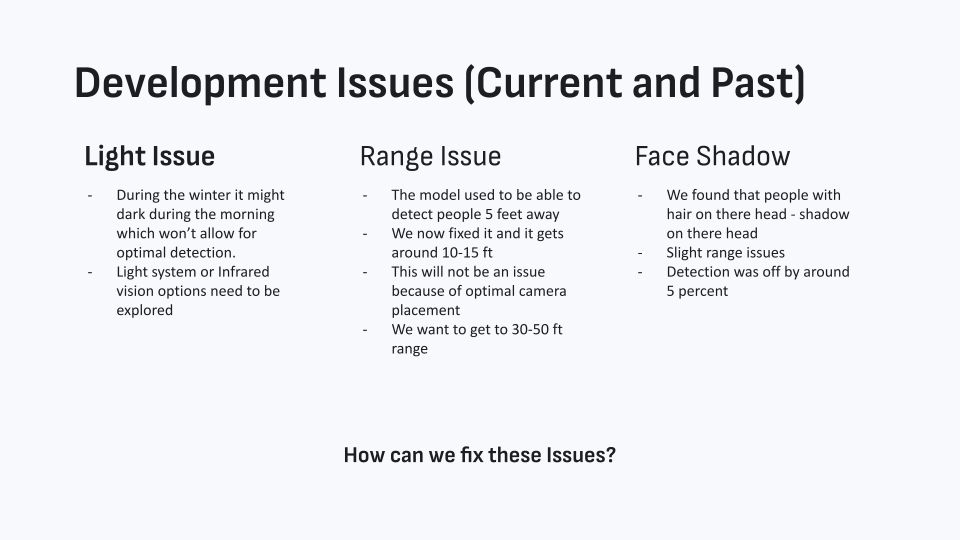 Development Issues (Current and Past)
Light Issue
- During the winter it might
dark during the morning
which won't allow for
optimal detection.
- Light system or Infrared
vision options need to be
explored
Range Issue
- The model used to be able to
detect people 5 feet away
- We now fixed it and it gets
around 10-15 ft
- This will not be an issue
because of optimal camera
placement
- We want to get to 30-50 ft
range
Face Shadow
- We found that people with
hair on there head - shadow
on there head
- Slight range issues
- Detection was off by around
5 percent
How can we fix these Issues?